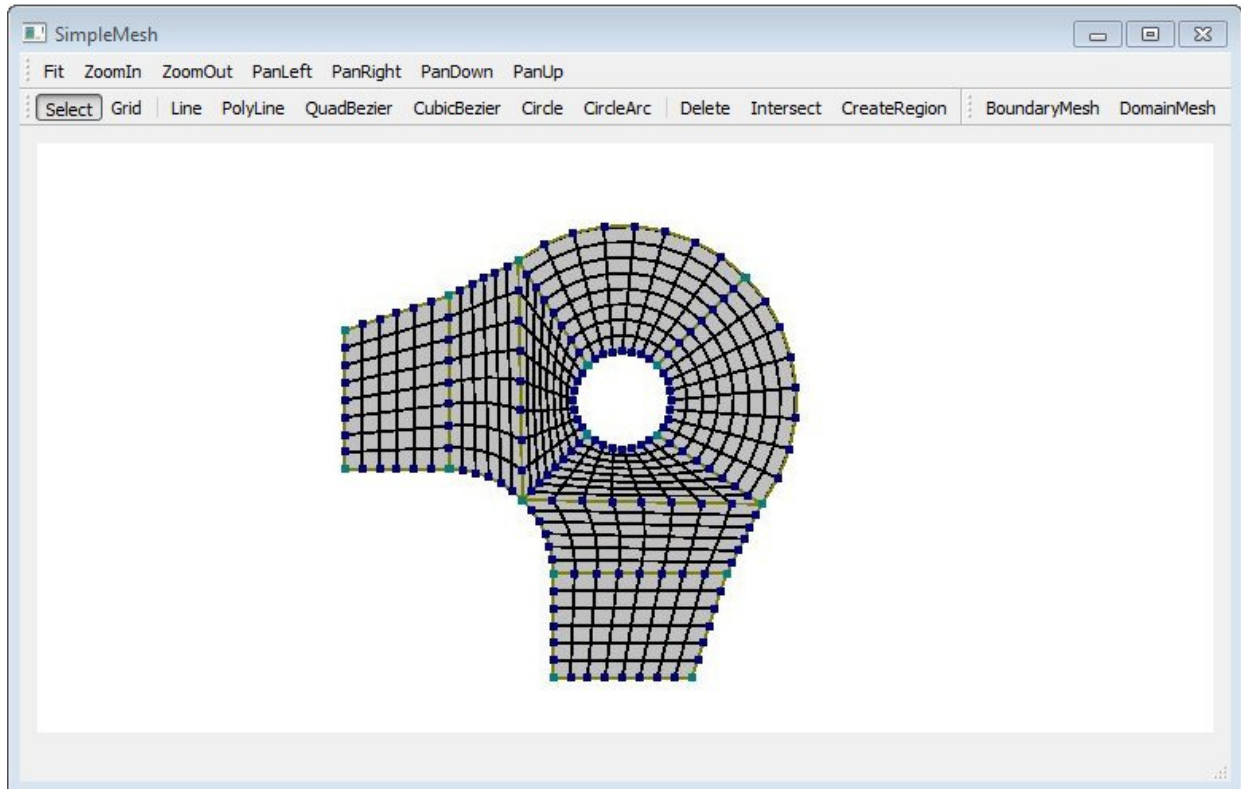 SimpleMesh
Fit ZoomIn ZoomOut PanLeft PanRight PanDown PanUp
Select Grid Line PolyLine QuadBezier CubicBezier Circle CircleArc Delete Intersect CreateRegion BoundaryMesh DomainMesh